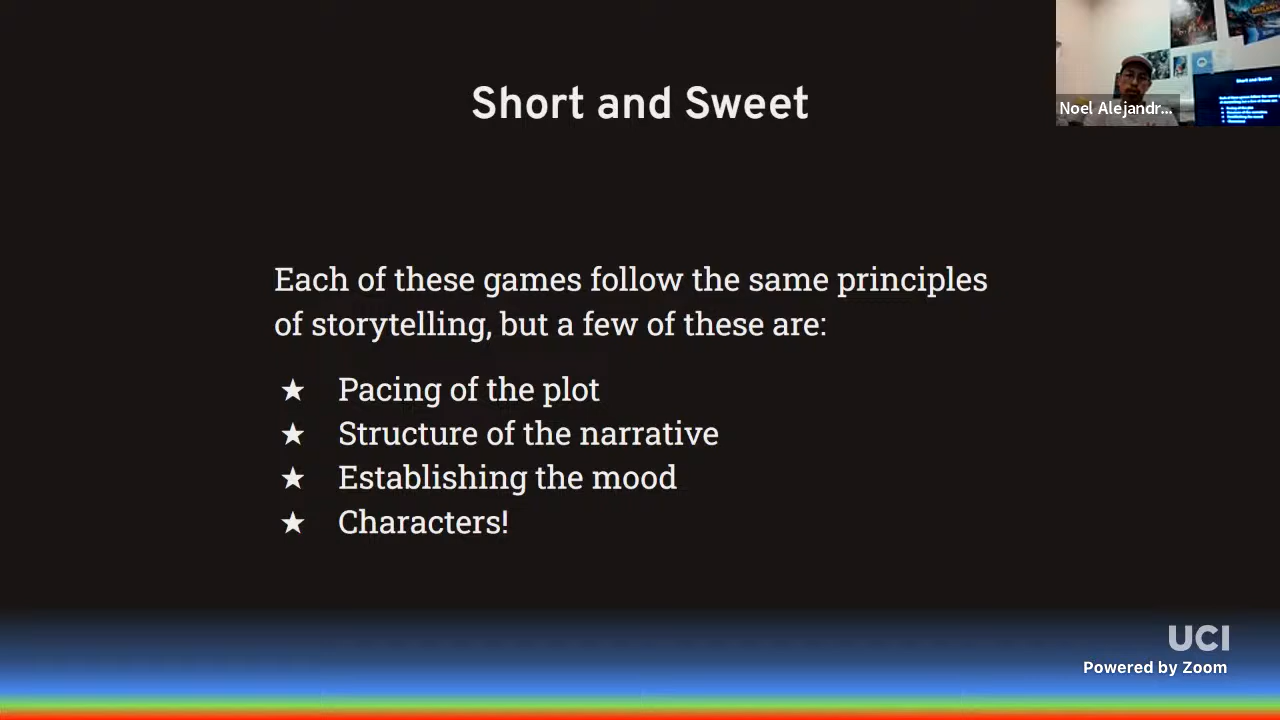 Short and Sweet
Noel Alejandr...
Each of these games follow the same principles
of storytelling, but a few of these are:
★ Pacing of the plot
★ Structure of the narrative
★ Establishing the mood
★ Characters!
UCI
Powered by Zoom